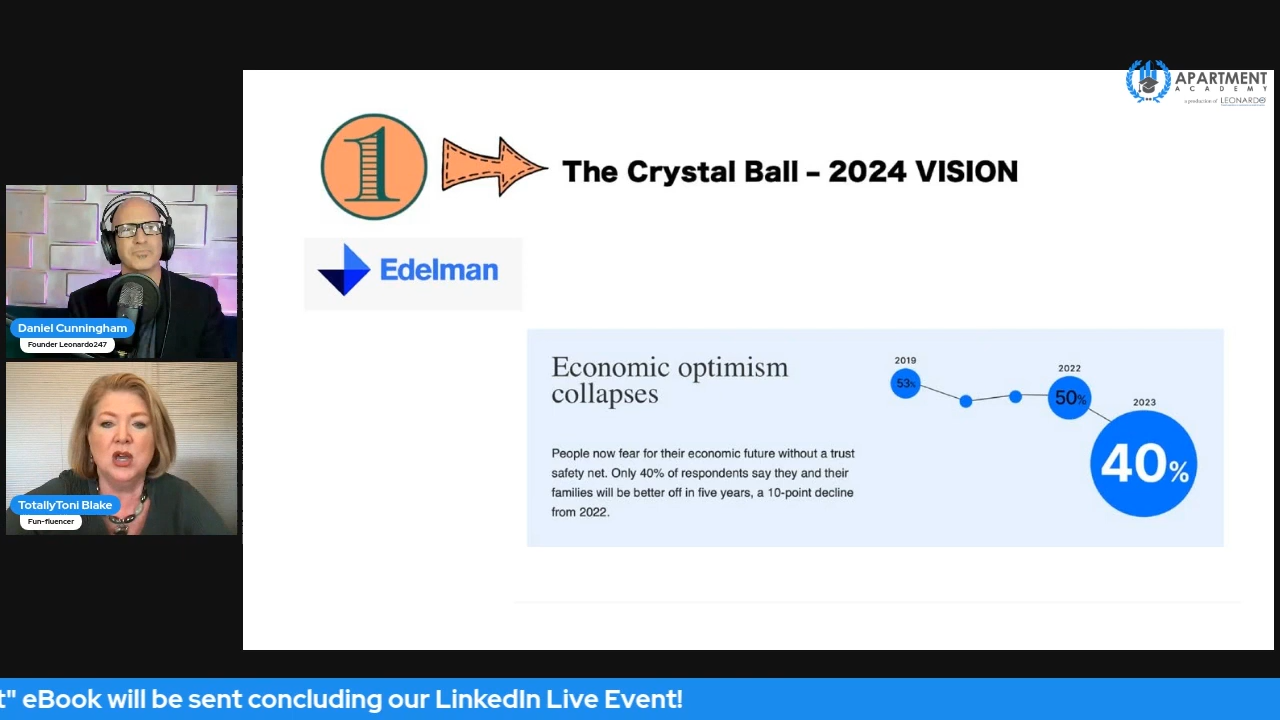 APARTMENT
ACADEMY
a production of LEONARDO
1
The Crystal Ball – 2024 VISION
Edelman
Economic optimism
collapses
People now fear for their economic future without a trust
safety net. Only 40% of respondents say they and their
families will be better off in five years, a 10-point decline
from 2022.
2019
53%
2022
50%
2023
40%
Daniel Cunningham
Founder Leonardo247
TotallyToni Blake
Fun-fluencer
t" eBook will be sent concluding our LinkedIn Live Event!